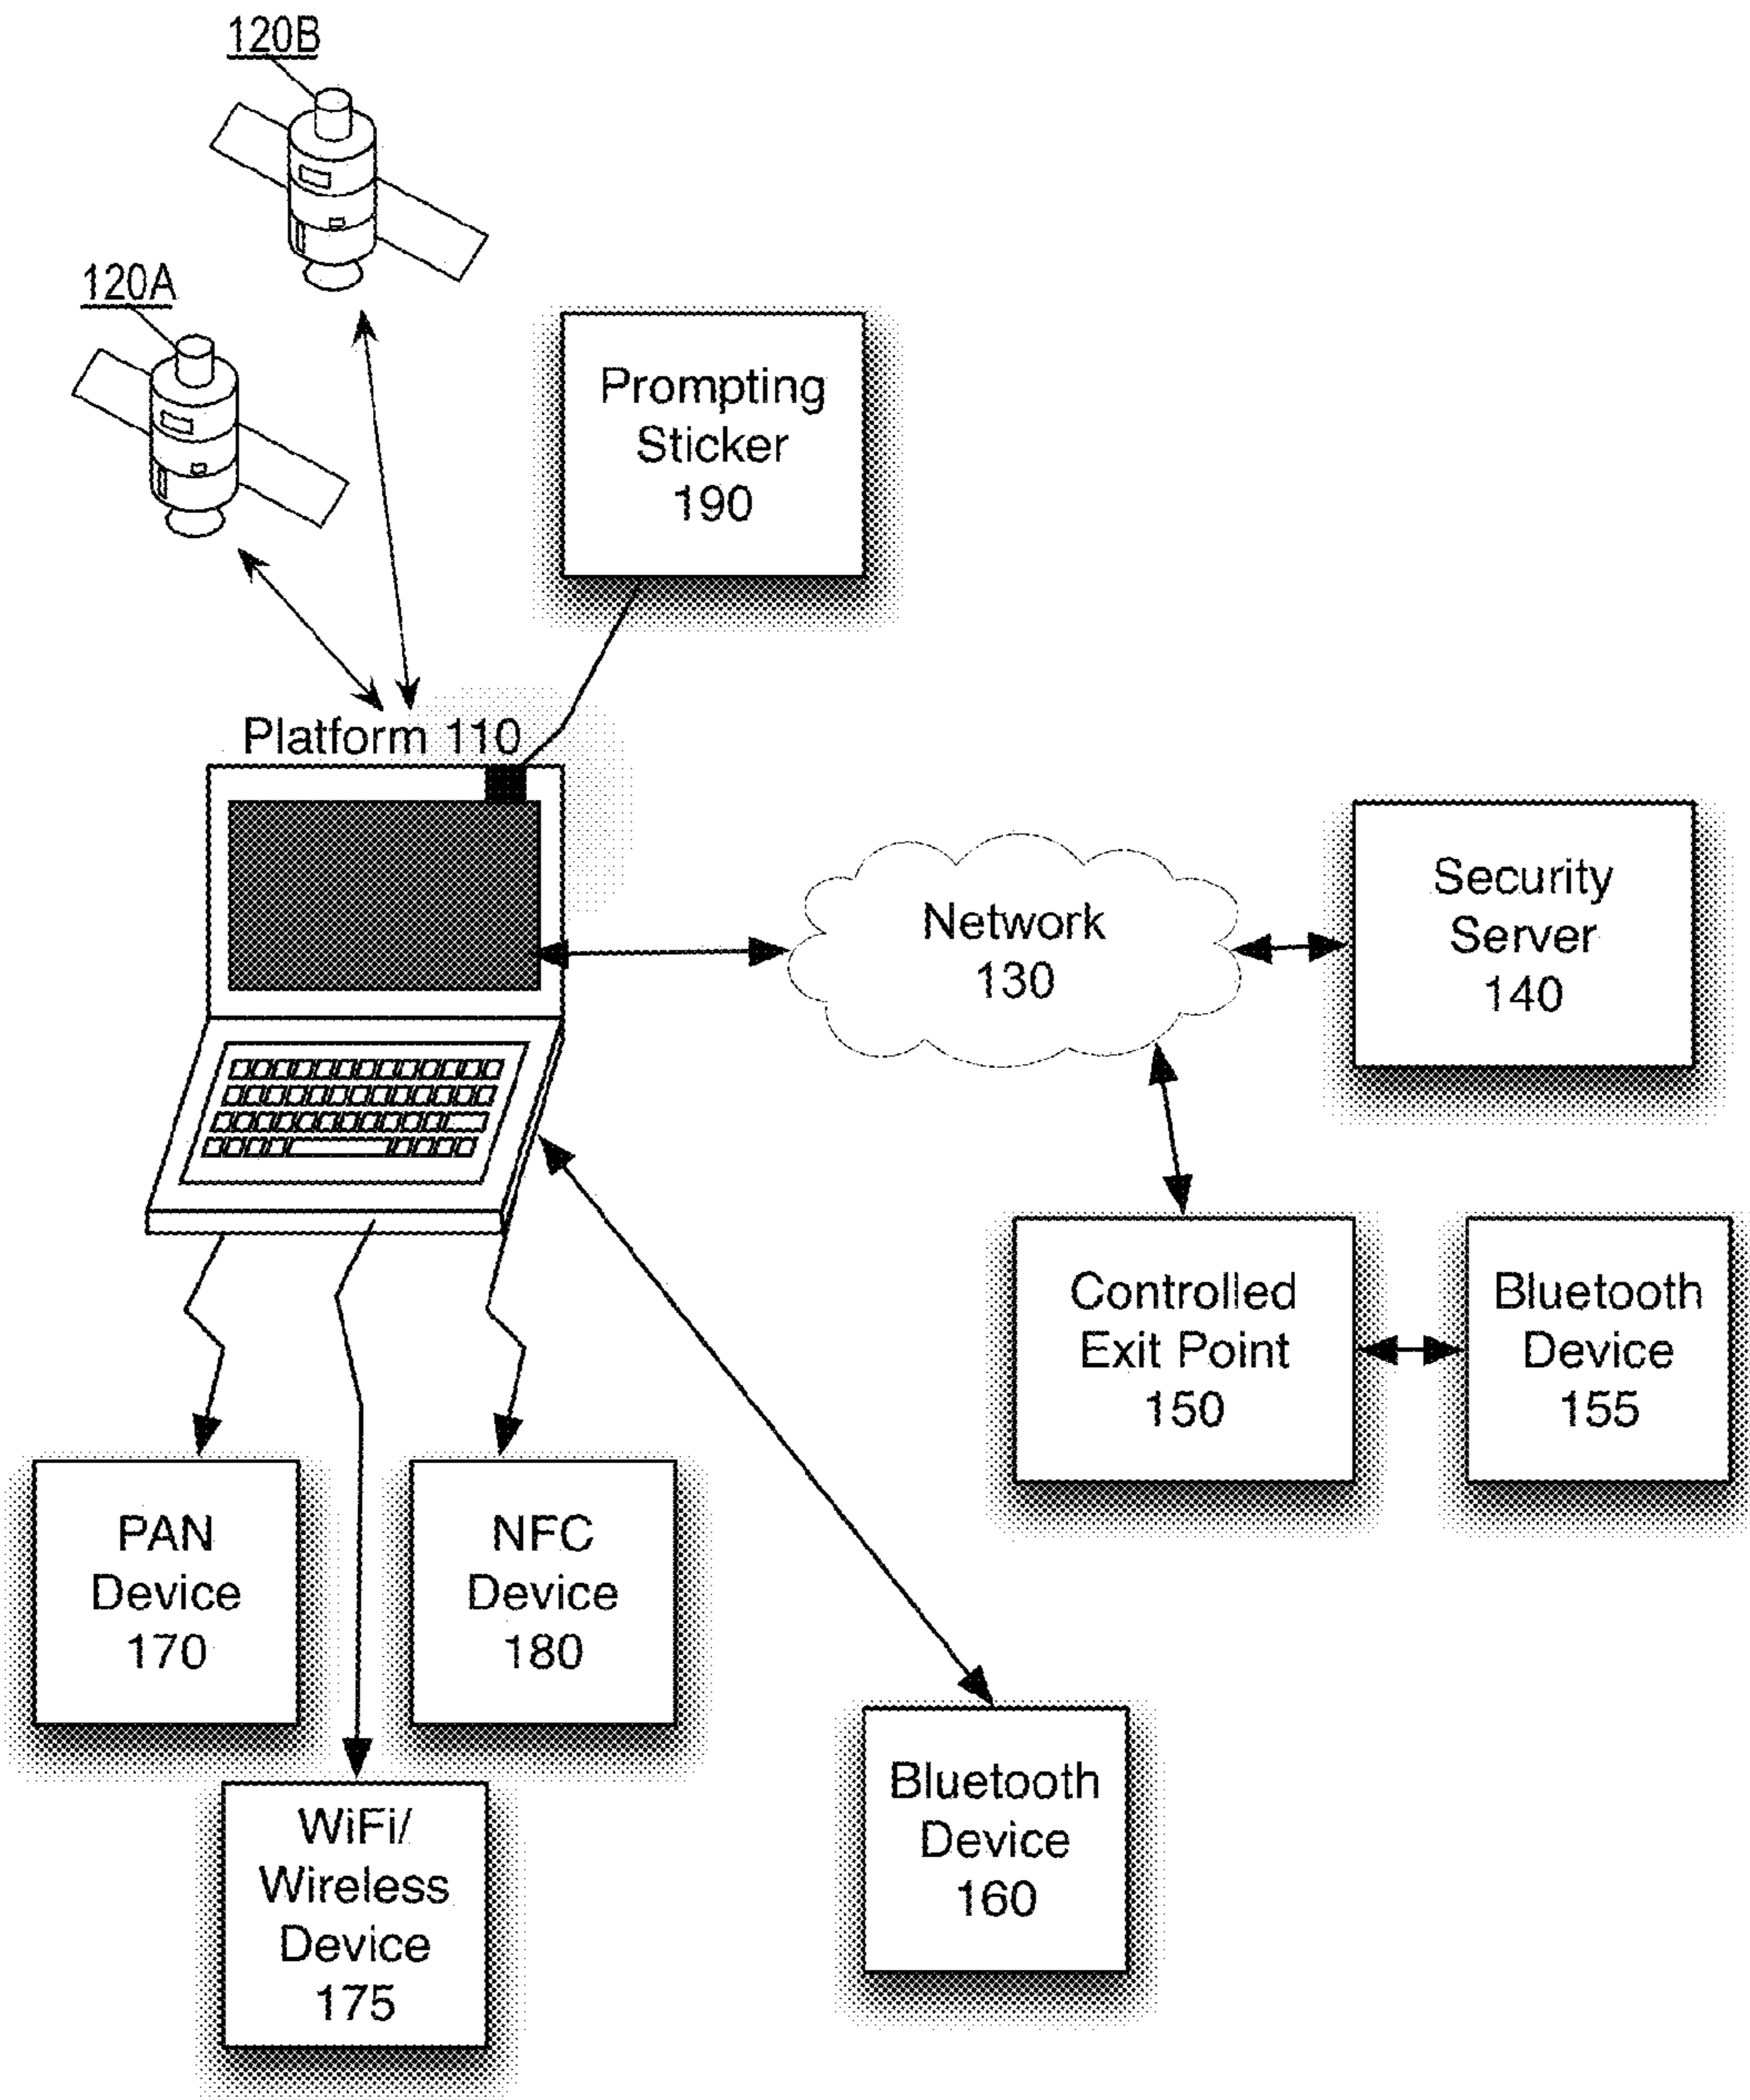 120B
120A
Prompting
Sticker
190
Platform 110
Network
130
Security
Server
140
Controlled
Exit Point
150
Bluetooth
Device
155
PAN
Device
170
NFC
Device
180
WiFi/
Wireless
Device
175
Bluetooth
Device
160